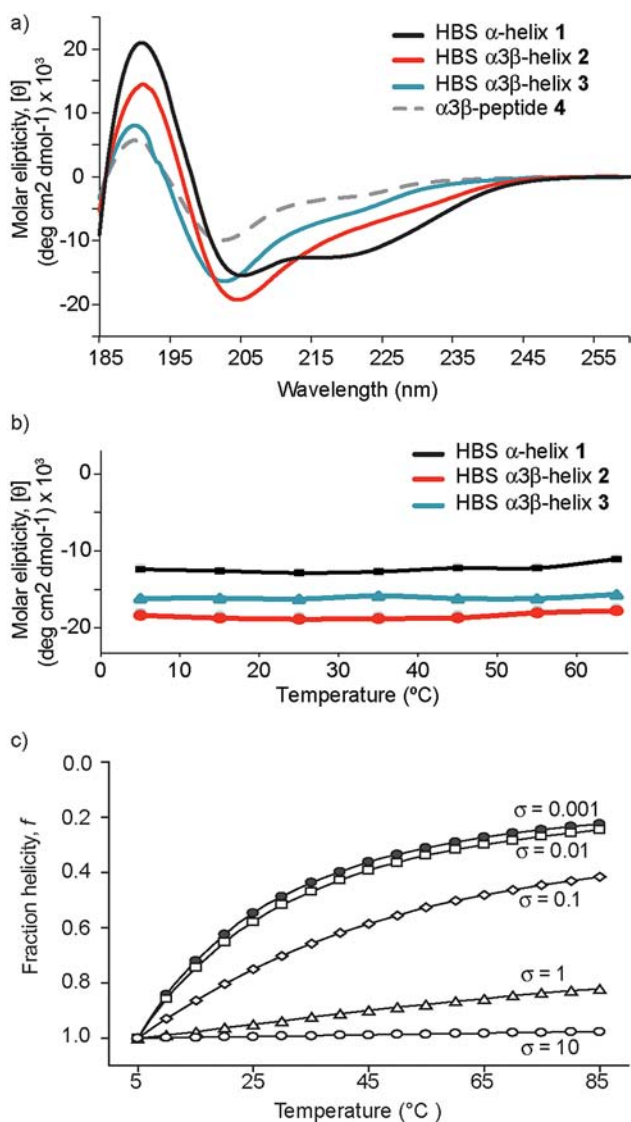 a)
HBS α-helix 1
HBS α3β-helix 2
HBS α3β-helix 3
α3β-peptide 4
Molar elipticity, [θ]
(deg cm2 dmol-1) x 10³
20
10
0
-10
-20
185 195 205 215 225 235 245 255
Wavelength (nm)
b)
HBS α-helix 1
HBS α3β-helix 2
HBS α3β-helix 3
Molar elipticity, [θ]
(deg cm2 dmol-1) x 10³
0
-10
-20
0 10 20 30 40 50 60
Temperature (ºC)
c)
Fraction helicity, f
0.0
0.2
0.4
0.6
0.8
1.0
σ = 0.001
σ = 0.01
σ = 0.1
σ = 1
σ = 10
5 25 45 65 85
Temperature (°C)